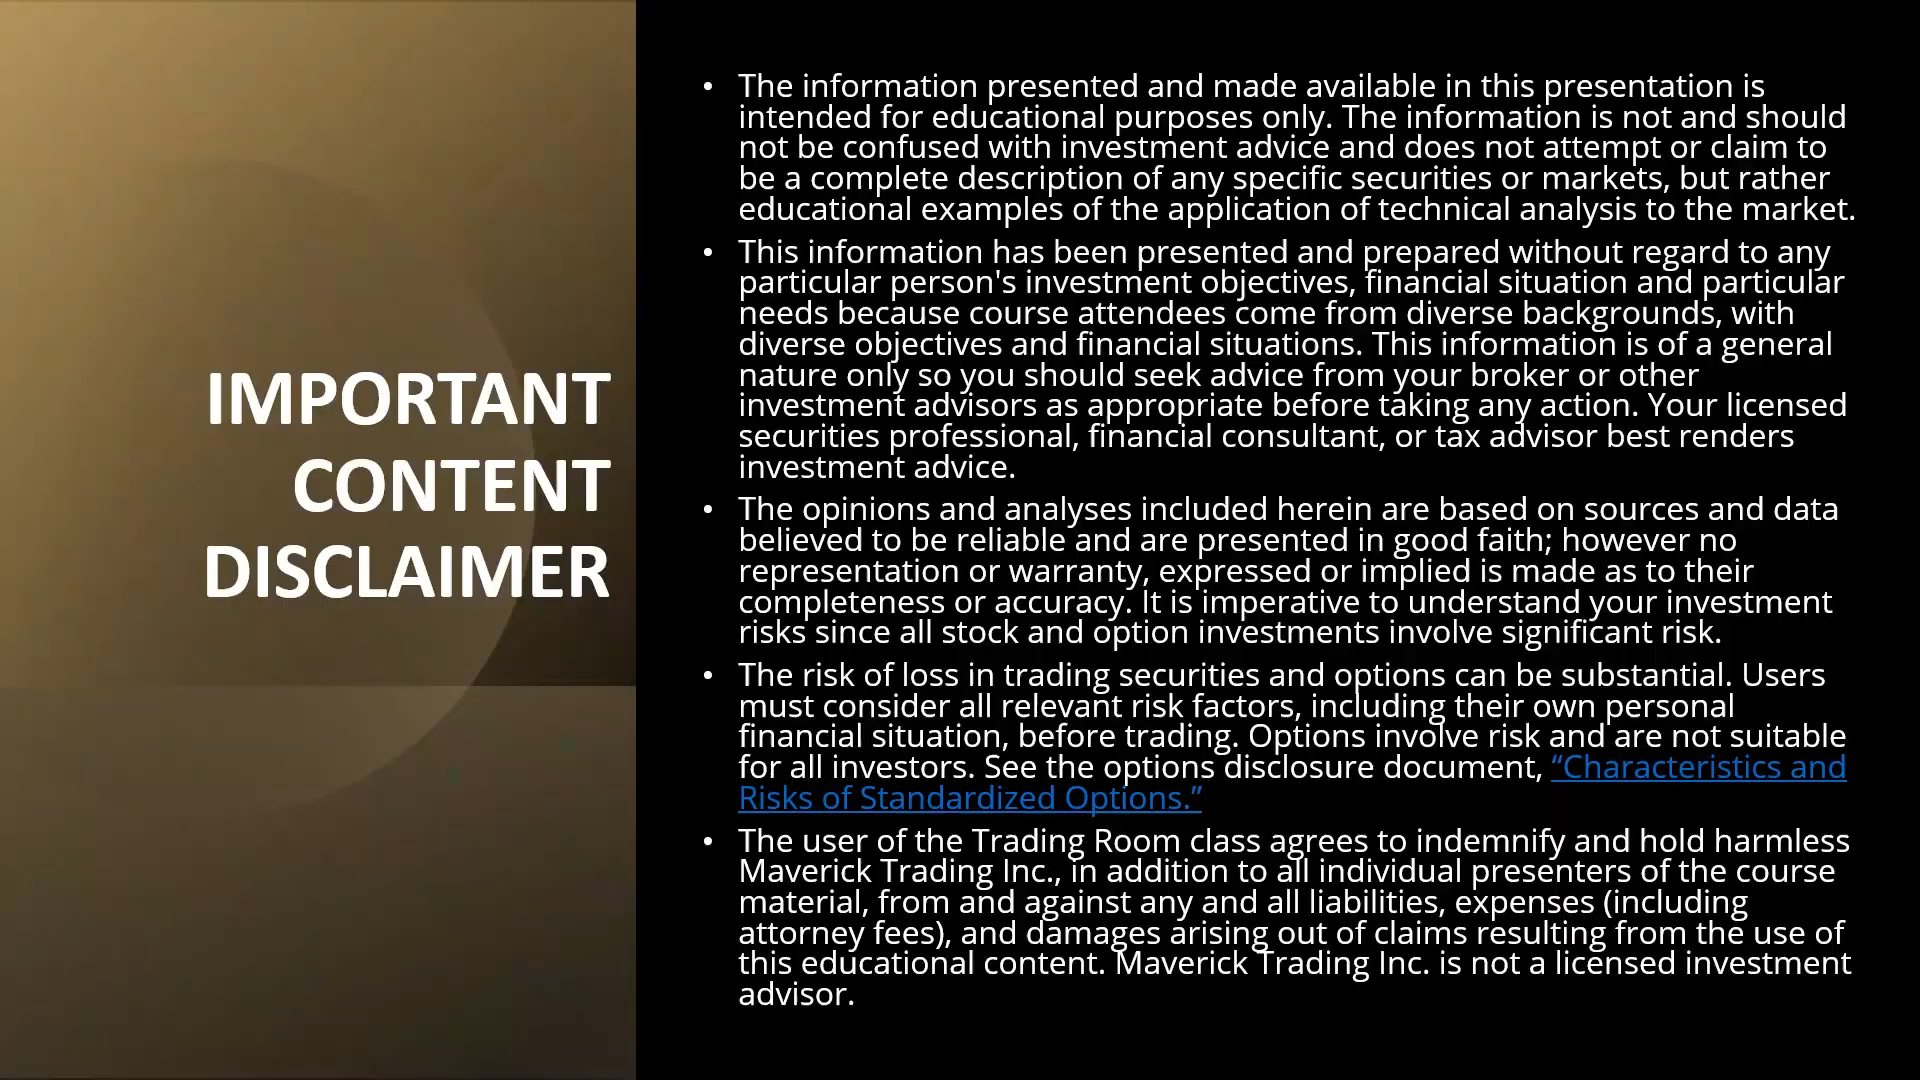 IMPORTANT
CONTENT
DISCLAIMER
• The information presented and made available in this presentation is
intended for educational purposes only. The information is not and should
not be confused with investment advice and does not attempt or claim to
be a complete description of any specific securities or markets, but rather
educational examples of the application of technical analysis to the market.
• This information has been presented and prepared without regard to any
particular person's investment objectives, financial situation and particular
needs because course attendees come from diverse backgrounds, with
diverse objectives and financial situations. This information is of a general
nature only so you should seek advice from your broker or other
investment advisors as appropriate before taking any action. Your licensed
securities professional, financial consultant, or tax advisor best renders
investment advice.
• The opinions and analyses included herein are based on sources and data
believed to be reliable and are presented in good faith; however no
representation or warranty, expressed or implied is made as to their
completeness or accuracy. It is imperative to understand your investment
risks since all stock and option investments involve significant risk.
• The risk of loss in trading securities and options can be substantial. Users
must consider all relevant risk factors, including their own personal
financial situation, before trading. Options involve risk and are not suitable
for all investors. See the options disclosure document, “Characteristics and
Risks of Standardized Options.”
• The user of the Trading Room class agrees to indemnify and hold harmless
Maverick Trading Inc., in addition to all individual presenters of the course
material, from and against any and all liabilities, expenses (including
attorney fees), and damages arising out of claims resulting from the use of
this educational content. Maverick Trading Inc. is not a licensed investment
advisor.